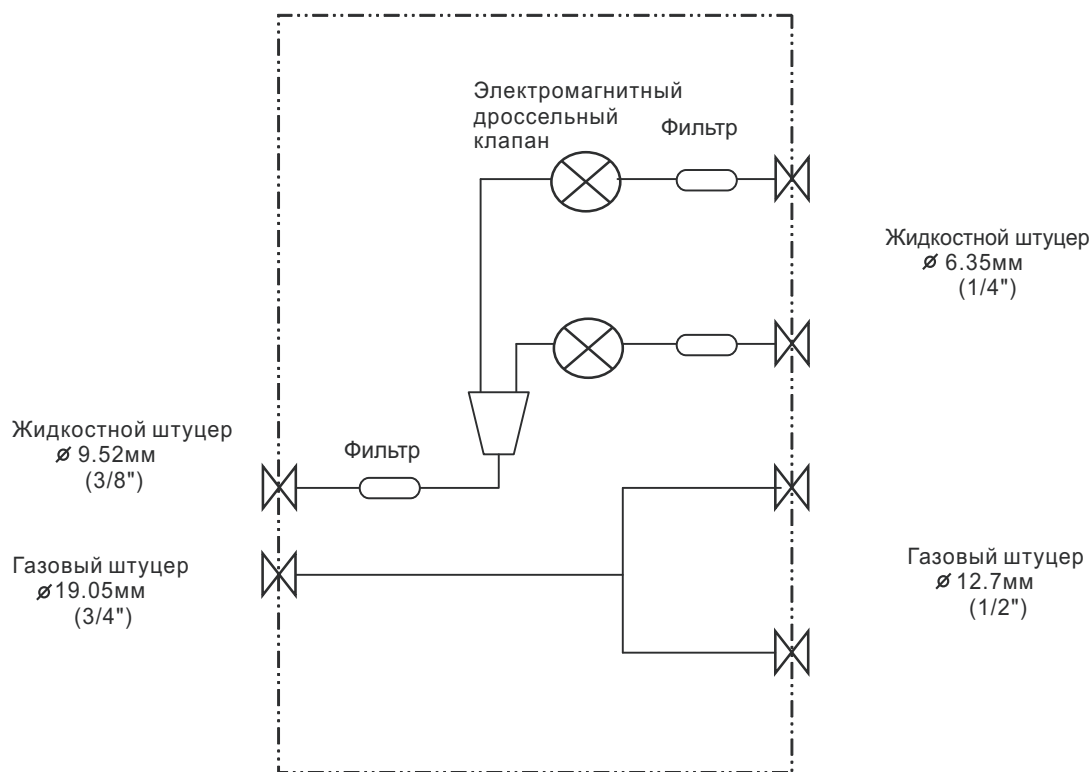 Электромагнитный
дроссельный
клапан
Фильтр
Жидкостной штуцер
⌀ 6.35мм
(1/4")
Жидкостной штуцер
⌀ 9.52мм
(3/8")
Фильтр
Газовый штуцер
⌀19.05мм
(3/4")
Газовый штуцер
⌀ 12.7мм
(1/2")